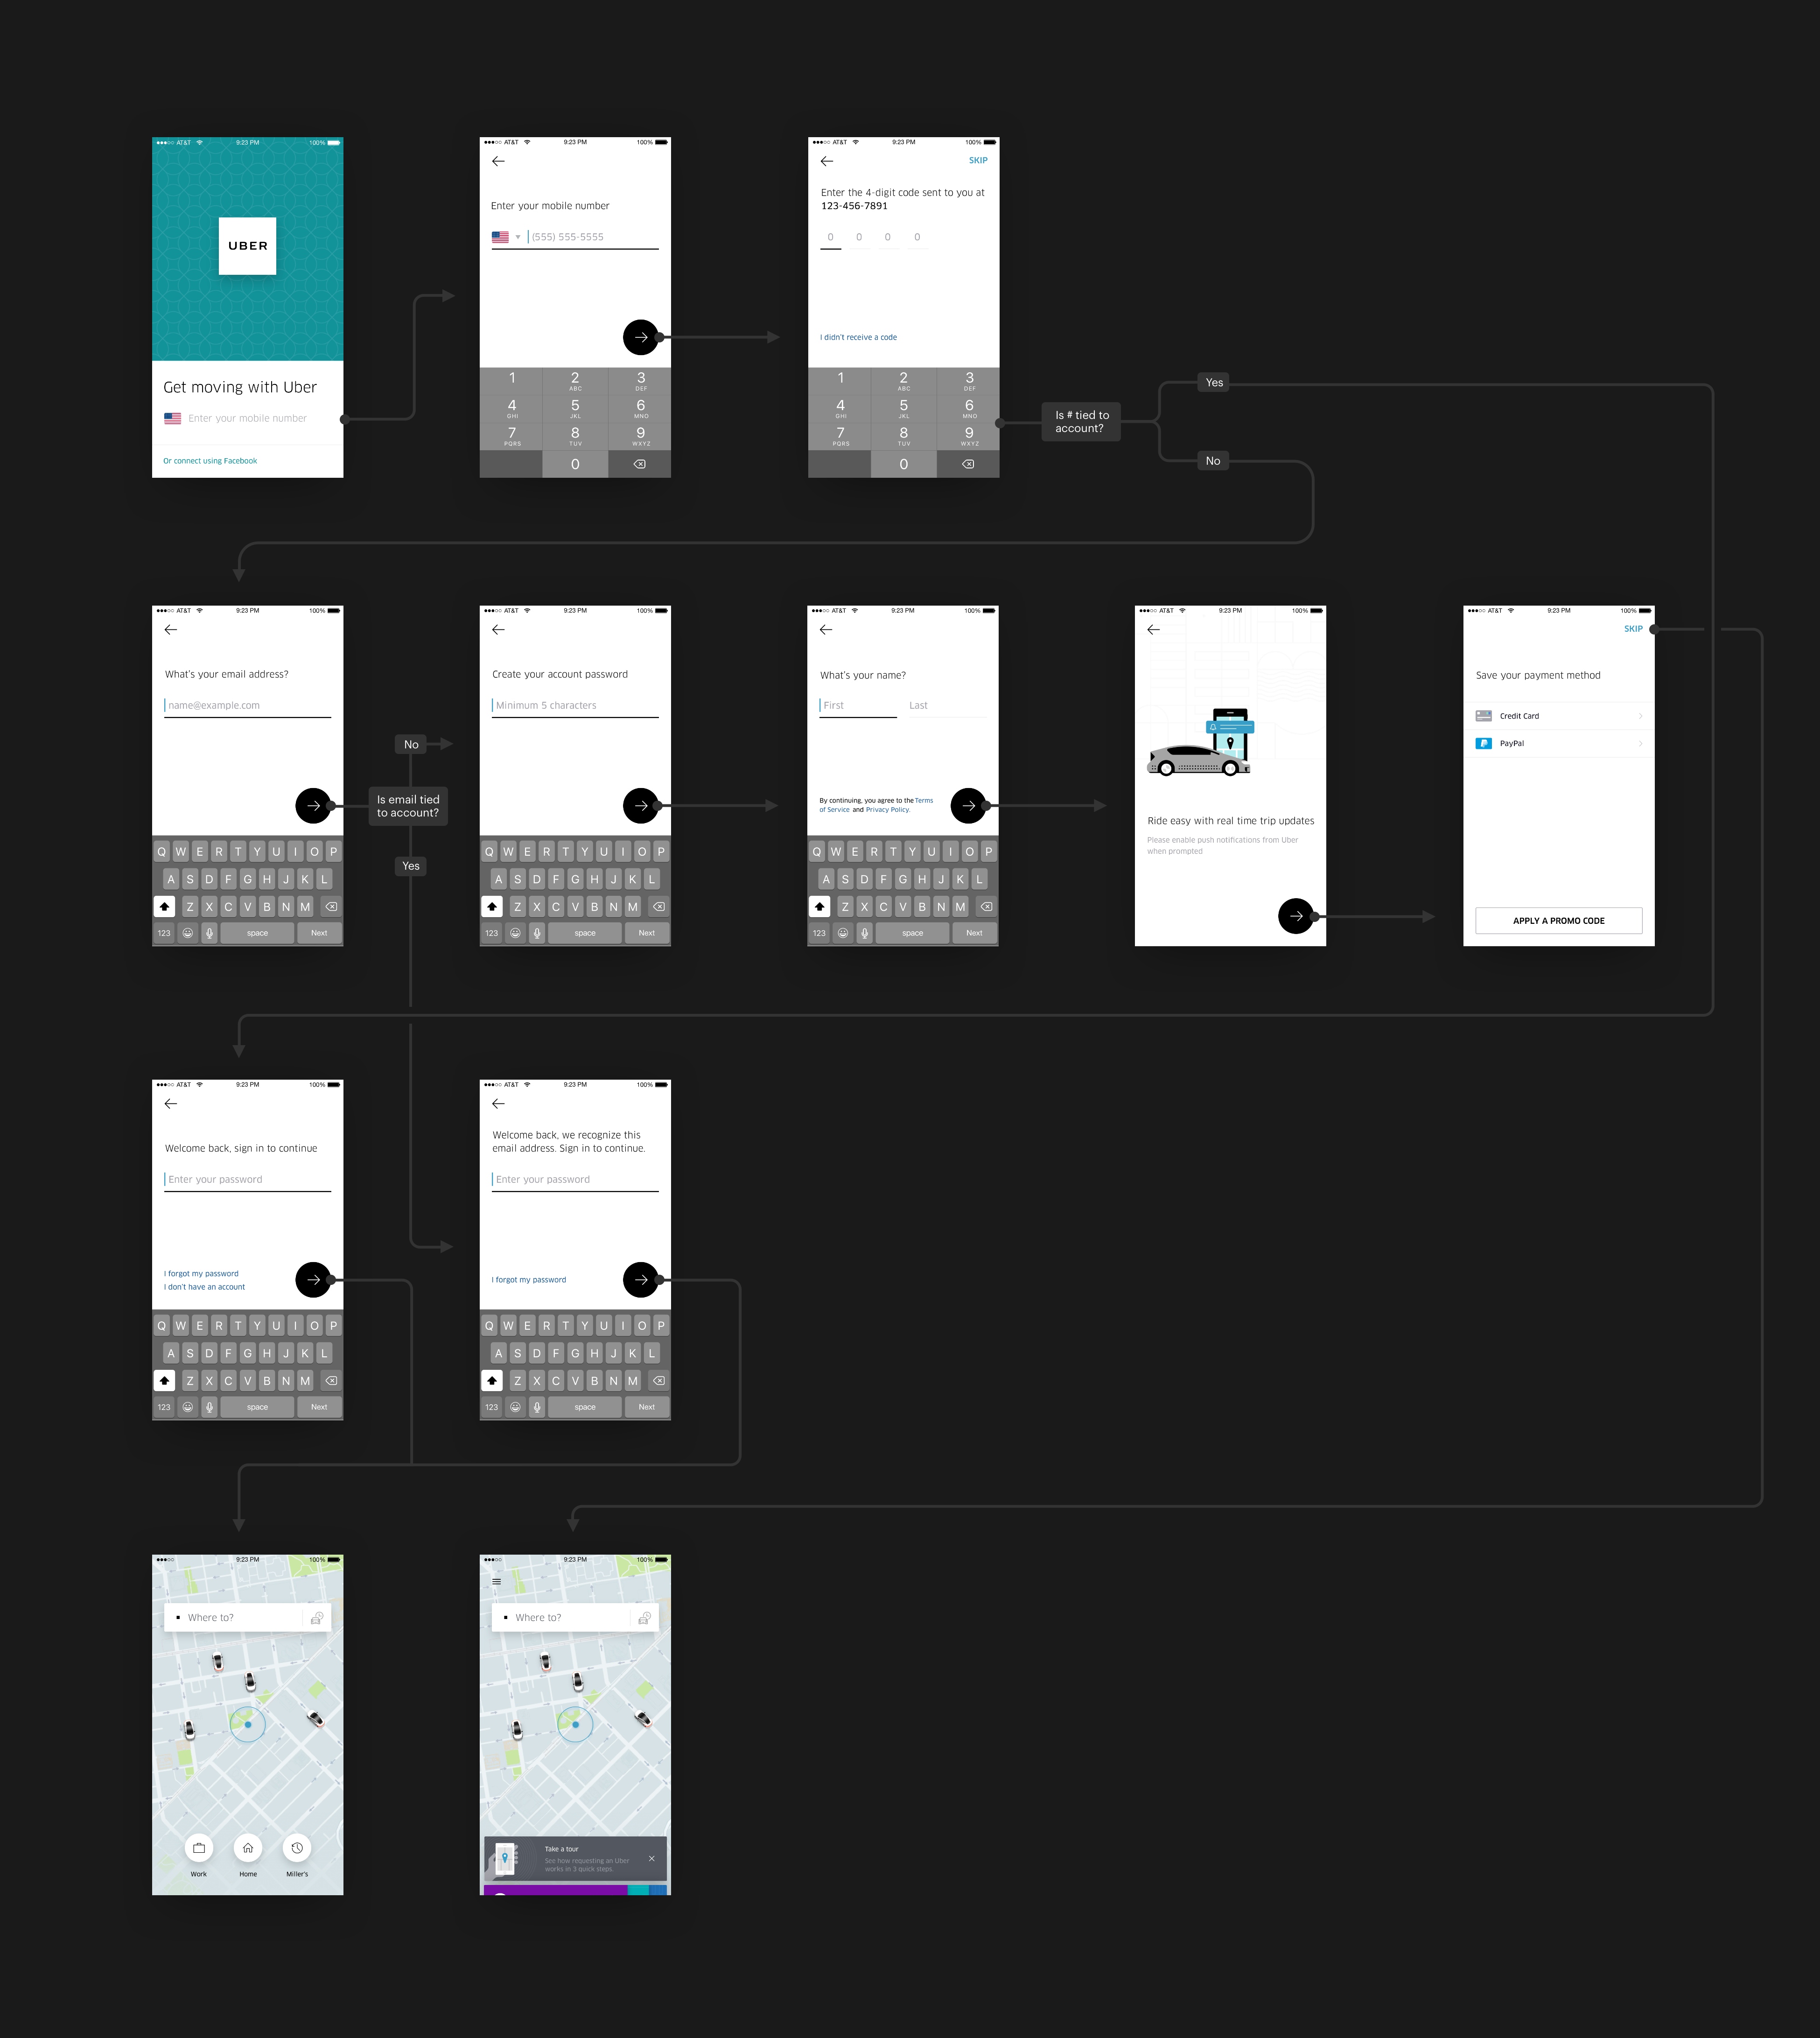 AT&T 9:23 PM 100%
UBER
Get moving with Uber
Enter your mobile number
Or connect using Facebook
AT&T 9:23 PM 100%
Enter your mobile number
(555) 555-5555
1 2 3
ABC DEF
4 5 6
GHI JKL MNO
7 8 9
PQRS TUV WXYZ
0
AT&T 9:23 PM 100%
SKIP
Enter the 4-digit code sent to you at
123-456-7891
0 0 0 0
I didn't receive a code
1 2 3
ABC DEF
4 5 6
GHI JKL MNO
7 8 9
PQRS TUV WXYZ
0
Is # tied to
account?
Yes
No
AT&T 9:23 PM 100%
What's your email address?
name@example.com
Q W E R T Y U I O P
A S D F G H J K L
Z X C V B N M
123 space Next
Is email tied
to account?
No
Yes
AT&T 9:23 PM 100%
Create your account password
Minimum 5 characters
Q W E R T Y U I O P
A S D F G H J K L
Z X C V B N M
123 space Next
AT&T 9:23 PM 100%
What's your name?
First Last
By continuing, you agree to the Terms
of Service and Privacy Policy.
Q W E R T Y U I O P
A S D F G H J K L
Z X C V B N M
123 space Next
AT&T 9:23 PM 100%
Ride easy with real time trip updates
Please enable push notifications from Uber
when prompted
AT&T 9:23 PM 100%
SKIP
Save your payment method
Credit Card
PayPal
APPLY A PROMO CODE
AT&T 9:23 PM 100%
Welcome back, sign in to continue
Enter your password
I forgot my password
I don't have an account
Q W E R T Y U I O P
A S D F G H J K L
Z X C V B N M
123 space Next
AT&T 9:23 PM 100%
Welcome back, we recognize this
email address. Sign in to continue.
Enter your password
I forgot my password
Q W E R T Y U I O P
A S D F G H J K L
Z X C V B N M
123 space Next
9:23 PM 100%
Where to?
Work Home Miller's
9:23 PM 100%
Where to?
Take a tour
See how requesting an Uber
works in 3 quick steps.